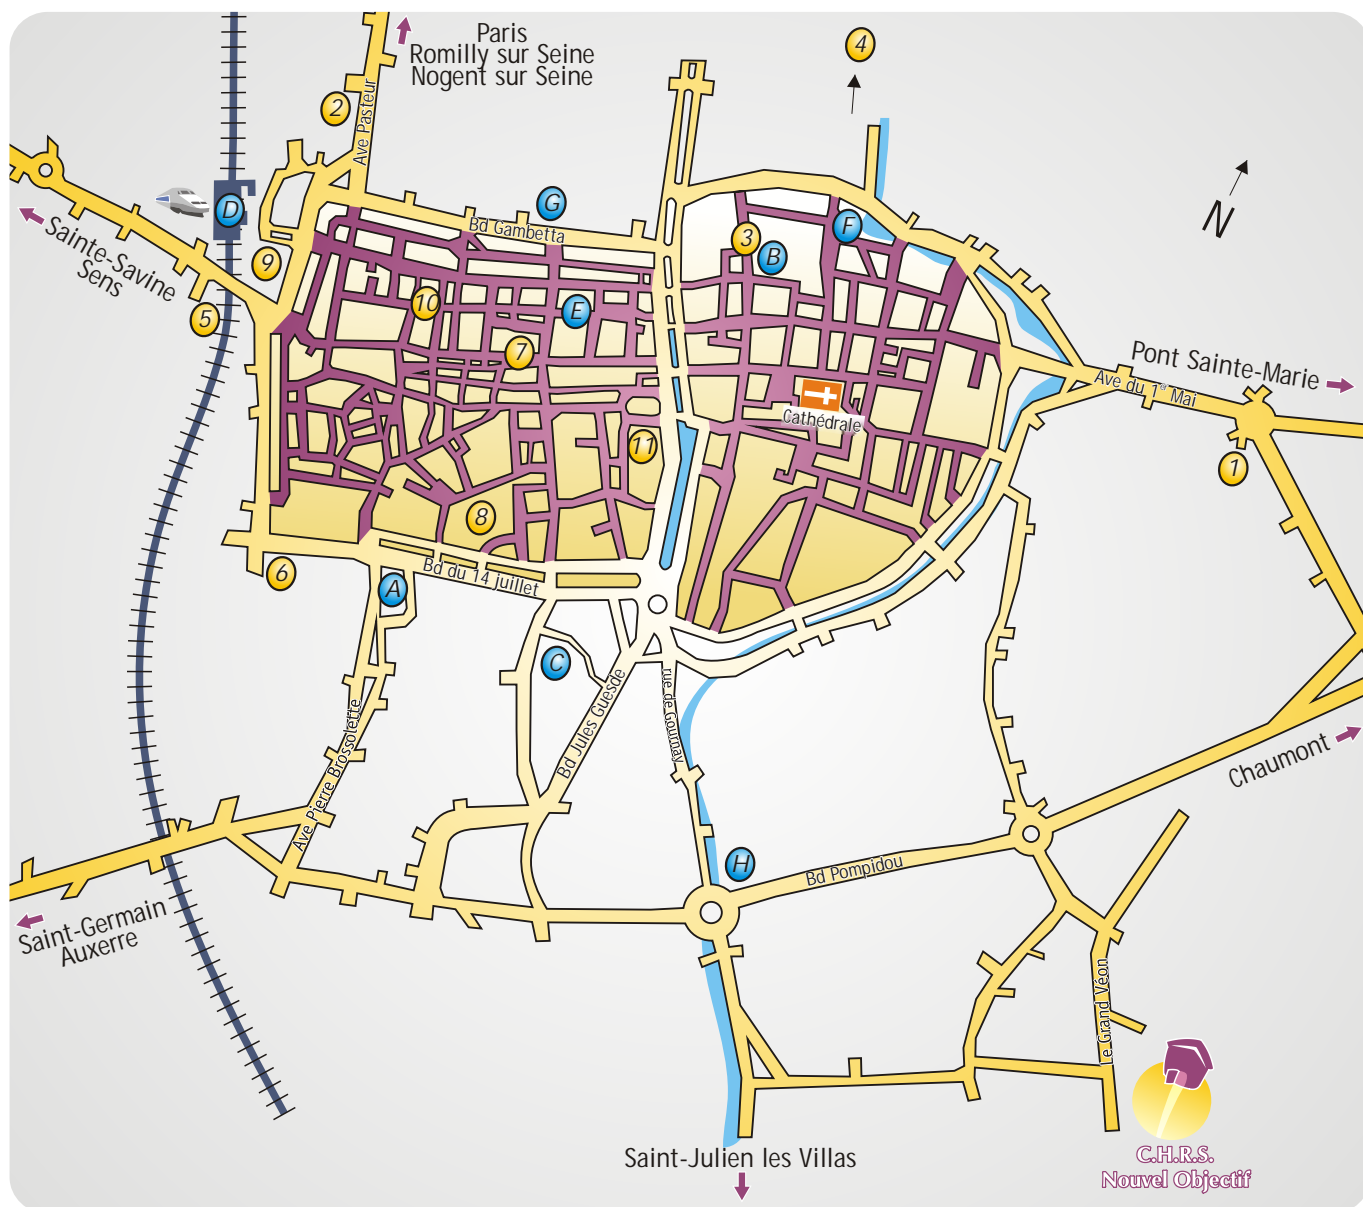 Paris
Romilly sur Seine
Nogent sur Seine
4
2
Ave Pasteur
D
G
Bd Gambetta
3
B
F
N
Sainte-Savine
Sens
9
5
10
E
7
Pont Sainte-Marie
Ave du 1er Mai
Cathédrale
11
1
8
6
A
Bd du 14 juillet
C
Bd Jules Guesde
rue de Gournay
Ave Pierre Brossolette
Chaumont
H
Bd Pompidou
Saint-Germain
Auxerre
Le Grand Véon
Saint-Julien les Villas
C.H.R.S.
Nouvel Objectif